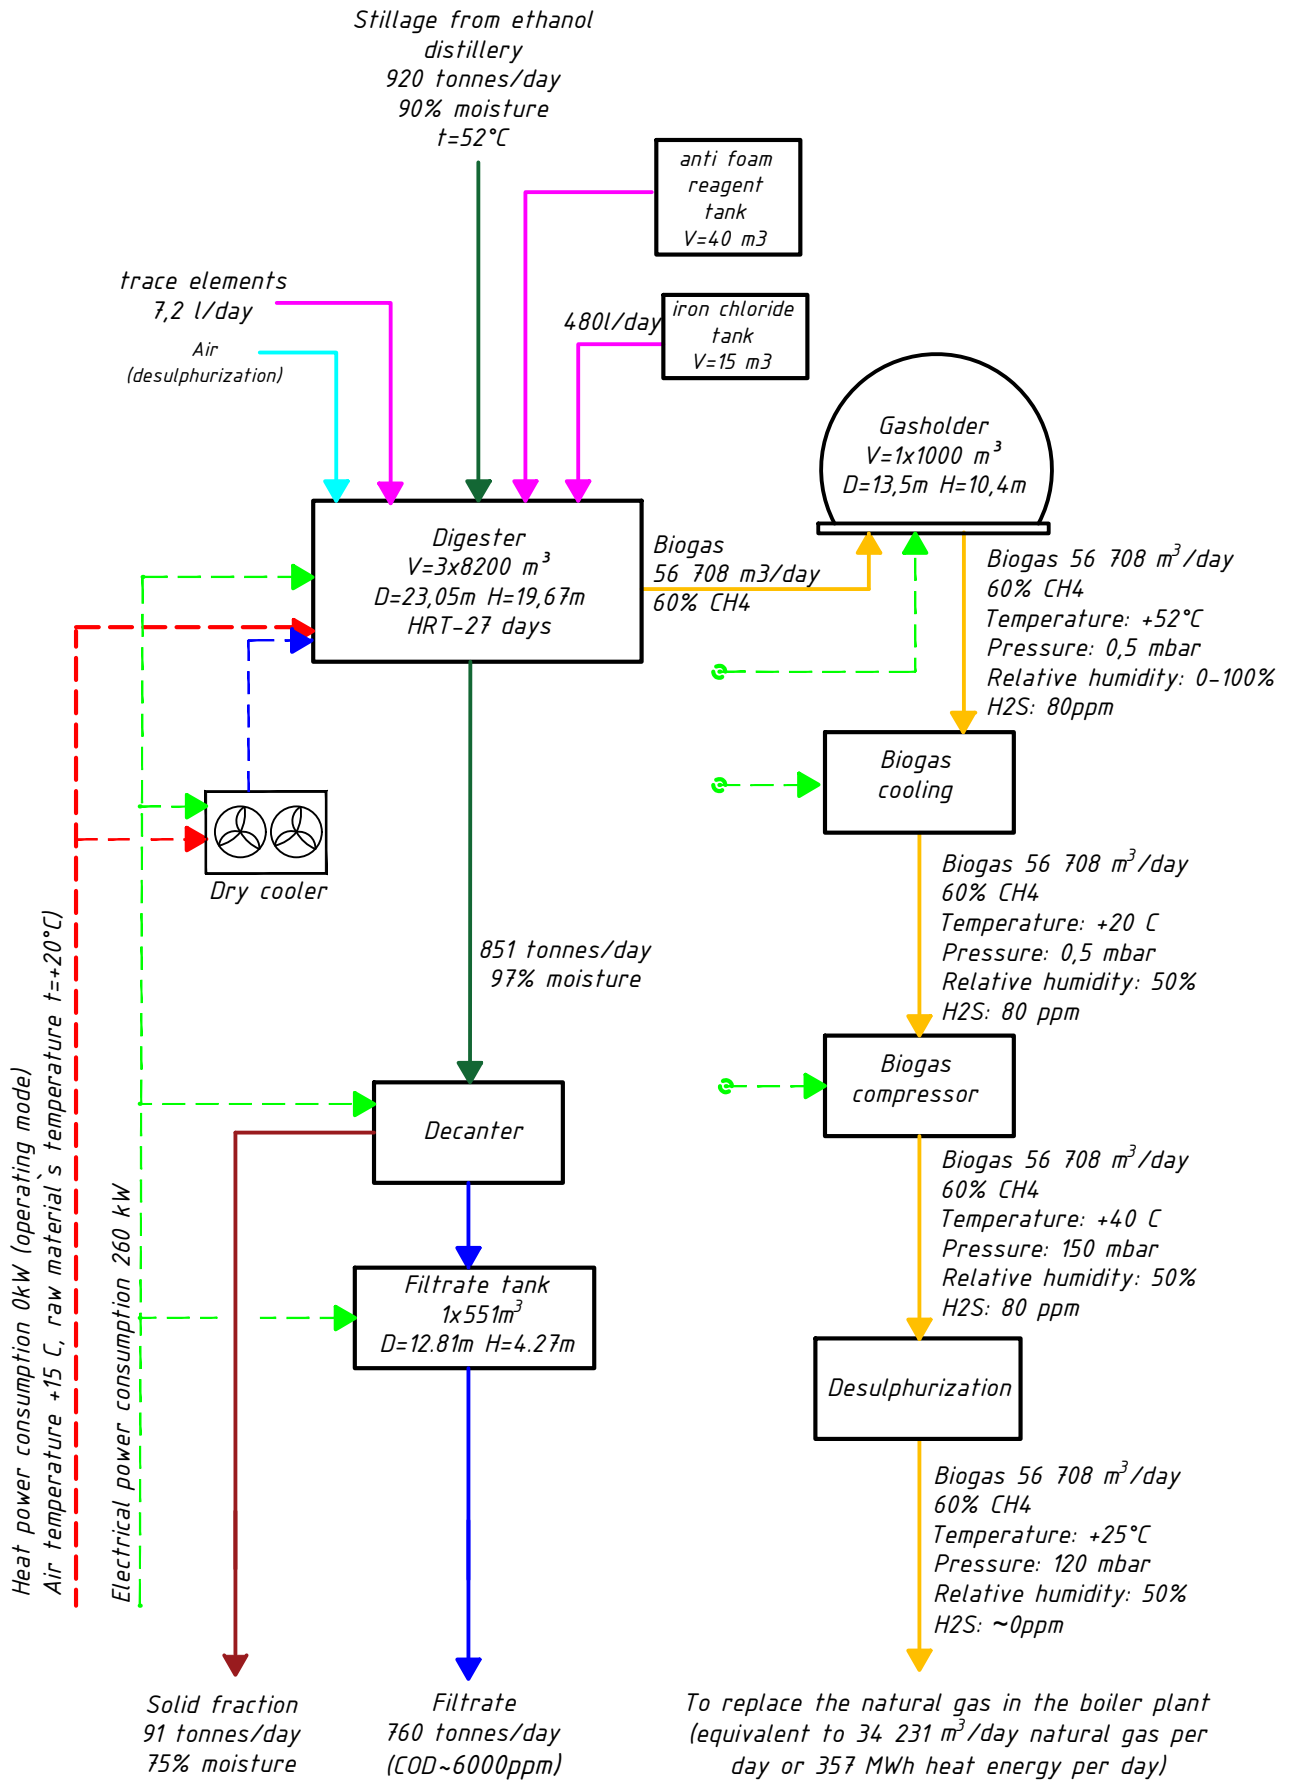 Stillage from ethanol
distillery
920 tonnes/day
90% moisture
t=52°C
anti foam
reagent
tank
V=40 m3
trace elements
7,2 l/day
Air
(desulphurization)
480l/day
iron chloride
tank
V=15 m3
Gasholder
V=1x1000 m³
D=13,5m H=10,4m
Digester
V=3x8200 m³
D=23,05m H=19,67m
HRT-27 days
Biogas
56 708 m3/day
60% CH4
Biogas 56 708 m³/day
60% CH4
Temperature: +52°C
Pressure: 0,5 mbar
Relative humidity: 0-100%
H2S: 80ppm
Biogas
cooling
Dry cooler
Biogas 56 708 m³/day
60% CH4
Temperature: +20 C
Pressure: 0,5 mbar
Relative humidity: 50%
H2S: 80 ppm
851 tonnes/day
97% moisture
Biogas
compressor
Decanter
Biogas 56 708 m³/day
60% CH4
Temperature: +40 C
Pressure: 150 mbar
Relative humidity: 50%
H2S: 80 ppm
Filtrate tank
1x551m³
D=12.81m H=4.27m
Desulphurization
Biogas 56 708 m³/day
60% CH4
Temperature: +25°C
Pressure: 120 mbar
Relative humidity: 50%
H2S: ~0ppm
Heat power consumption 0kW (operating mode)
Air temperature +15 C, raw material`s temperature t=+20°C)
Electrical power consumption 260 kW
Solid fraction
91 tonnes/day
75% moisture
Filtrate
760 tonnes/day
(COD~6000ppm)
To replace the natural gas in the boiler plant
(equivalent to 34 231 m³/day natural gas per
day or 357 MWh heat energy per day)